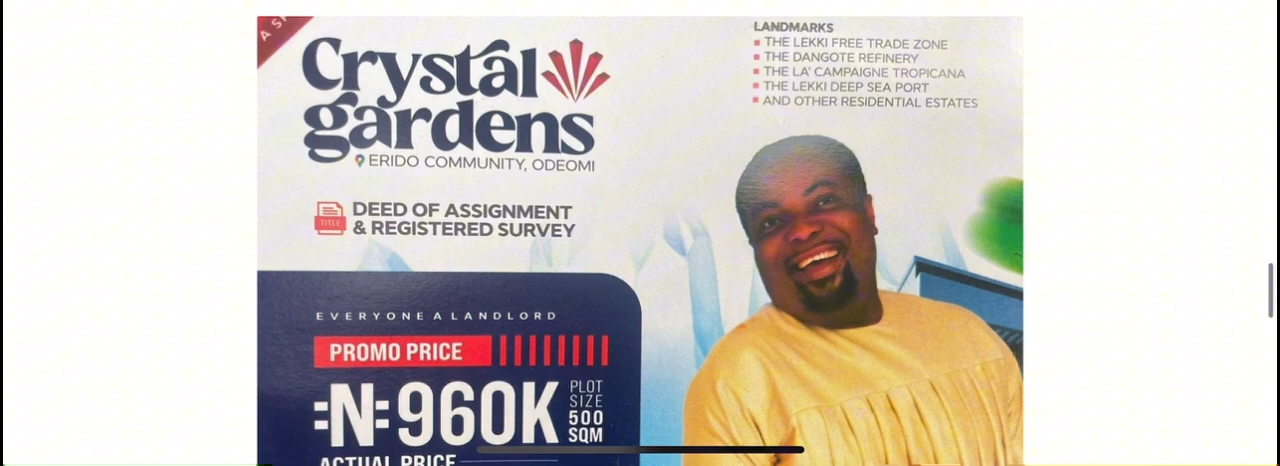 A S
Crystal
gardens
ERIDO COMMUNITY, ODEOMI
TITLE
DEED OF ASSIGNMENT
& REGISTERED SURVEY
EVERYONE A LANDLORD
PROMO PRICE
₦960K
PLOT
SIZE
500
SQM
ACTUAL PRICE
LANDMARKS
THE LEKKI FREE TRADE ZONE
THE DANGOTE REFINERY
THE LA' CAMPAIGNE TROPICANA
THE LEKKI DEEP SEA PORT
AND OTHER RESIDENTIAL ESTATES